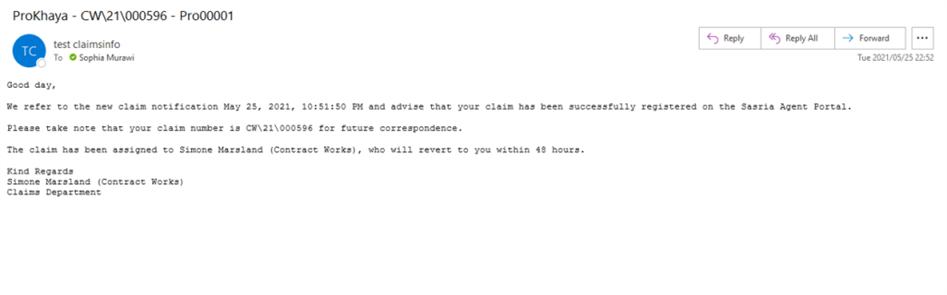 ProKhaya - CW\21\000596 - Pro00001
TC
test claimsinfo
To Sophia Murawi
Reply
Reply All
Forward
...
Tue 2021/05/25 22:52
Good day,
We refer to the new claim notification May 25, 2021, 10:51:50 PM and advise that your claim has been successfully registered on the Sasria Agent Portal.
Please take note that your claim number is CW\21\000596 for future correspondence.
The claim has been assigned to Simone Marsland (Contract Works), who will revert to you within 48 hours.
Kind Regards
Simone Marsland (Contract Works)
Claims Department